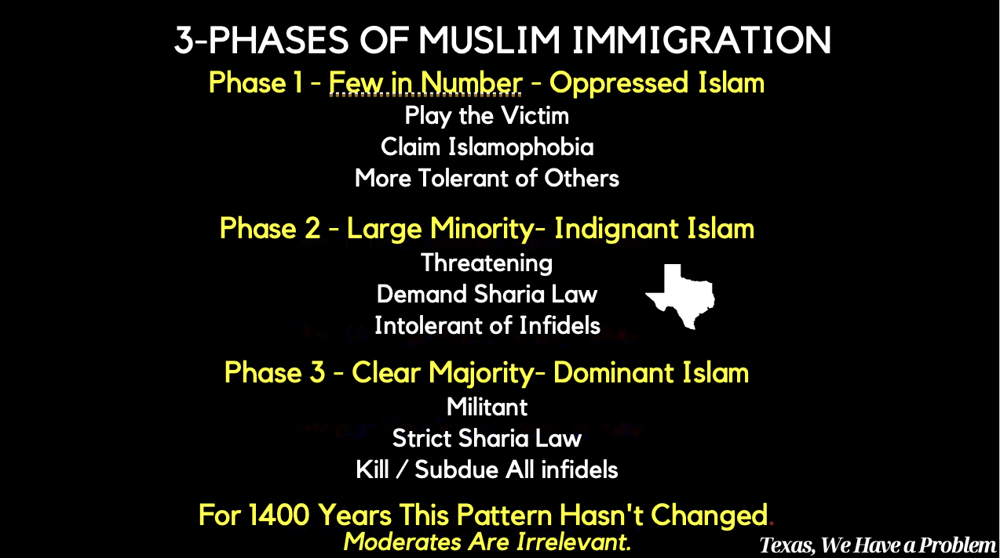 3-PHASES OF MUSLIM IMMIGRATION
Phase 1 - Few in Number - Oppressed Islam
Play the Victim
Claim Islamophobia
More Tolerant of Others
Phase 2 - Large Minority- Indignant Islam
Threatening
Demand Sharia Law
Intolerant of Infidels
Phase 3 - Clear Majority- Dominant Islam
Militant
Strict Sharia Law
Kill / Subdue All infidels
For 1400 Years This Pattern Hasn't Changed.
Moderates Are Irrelevant.
Texas, We Have a Problem